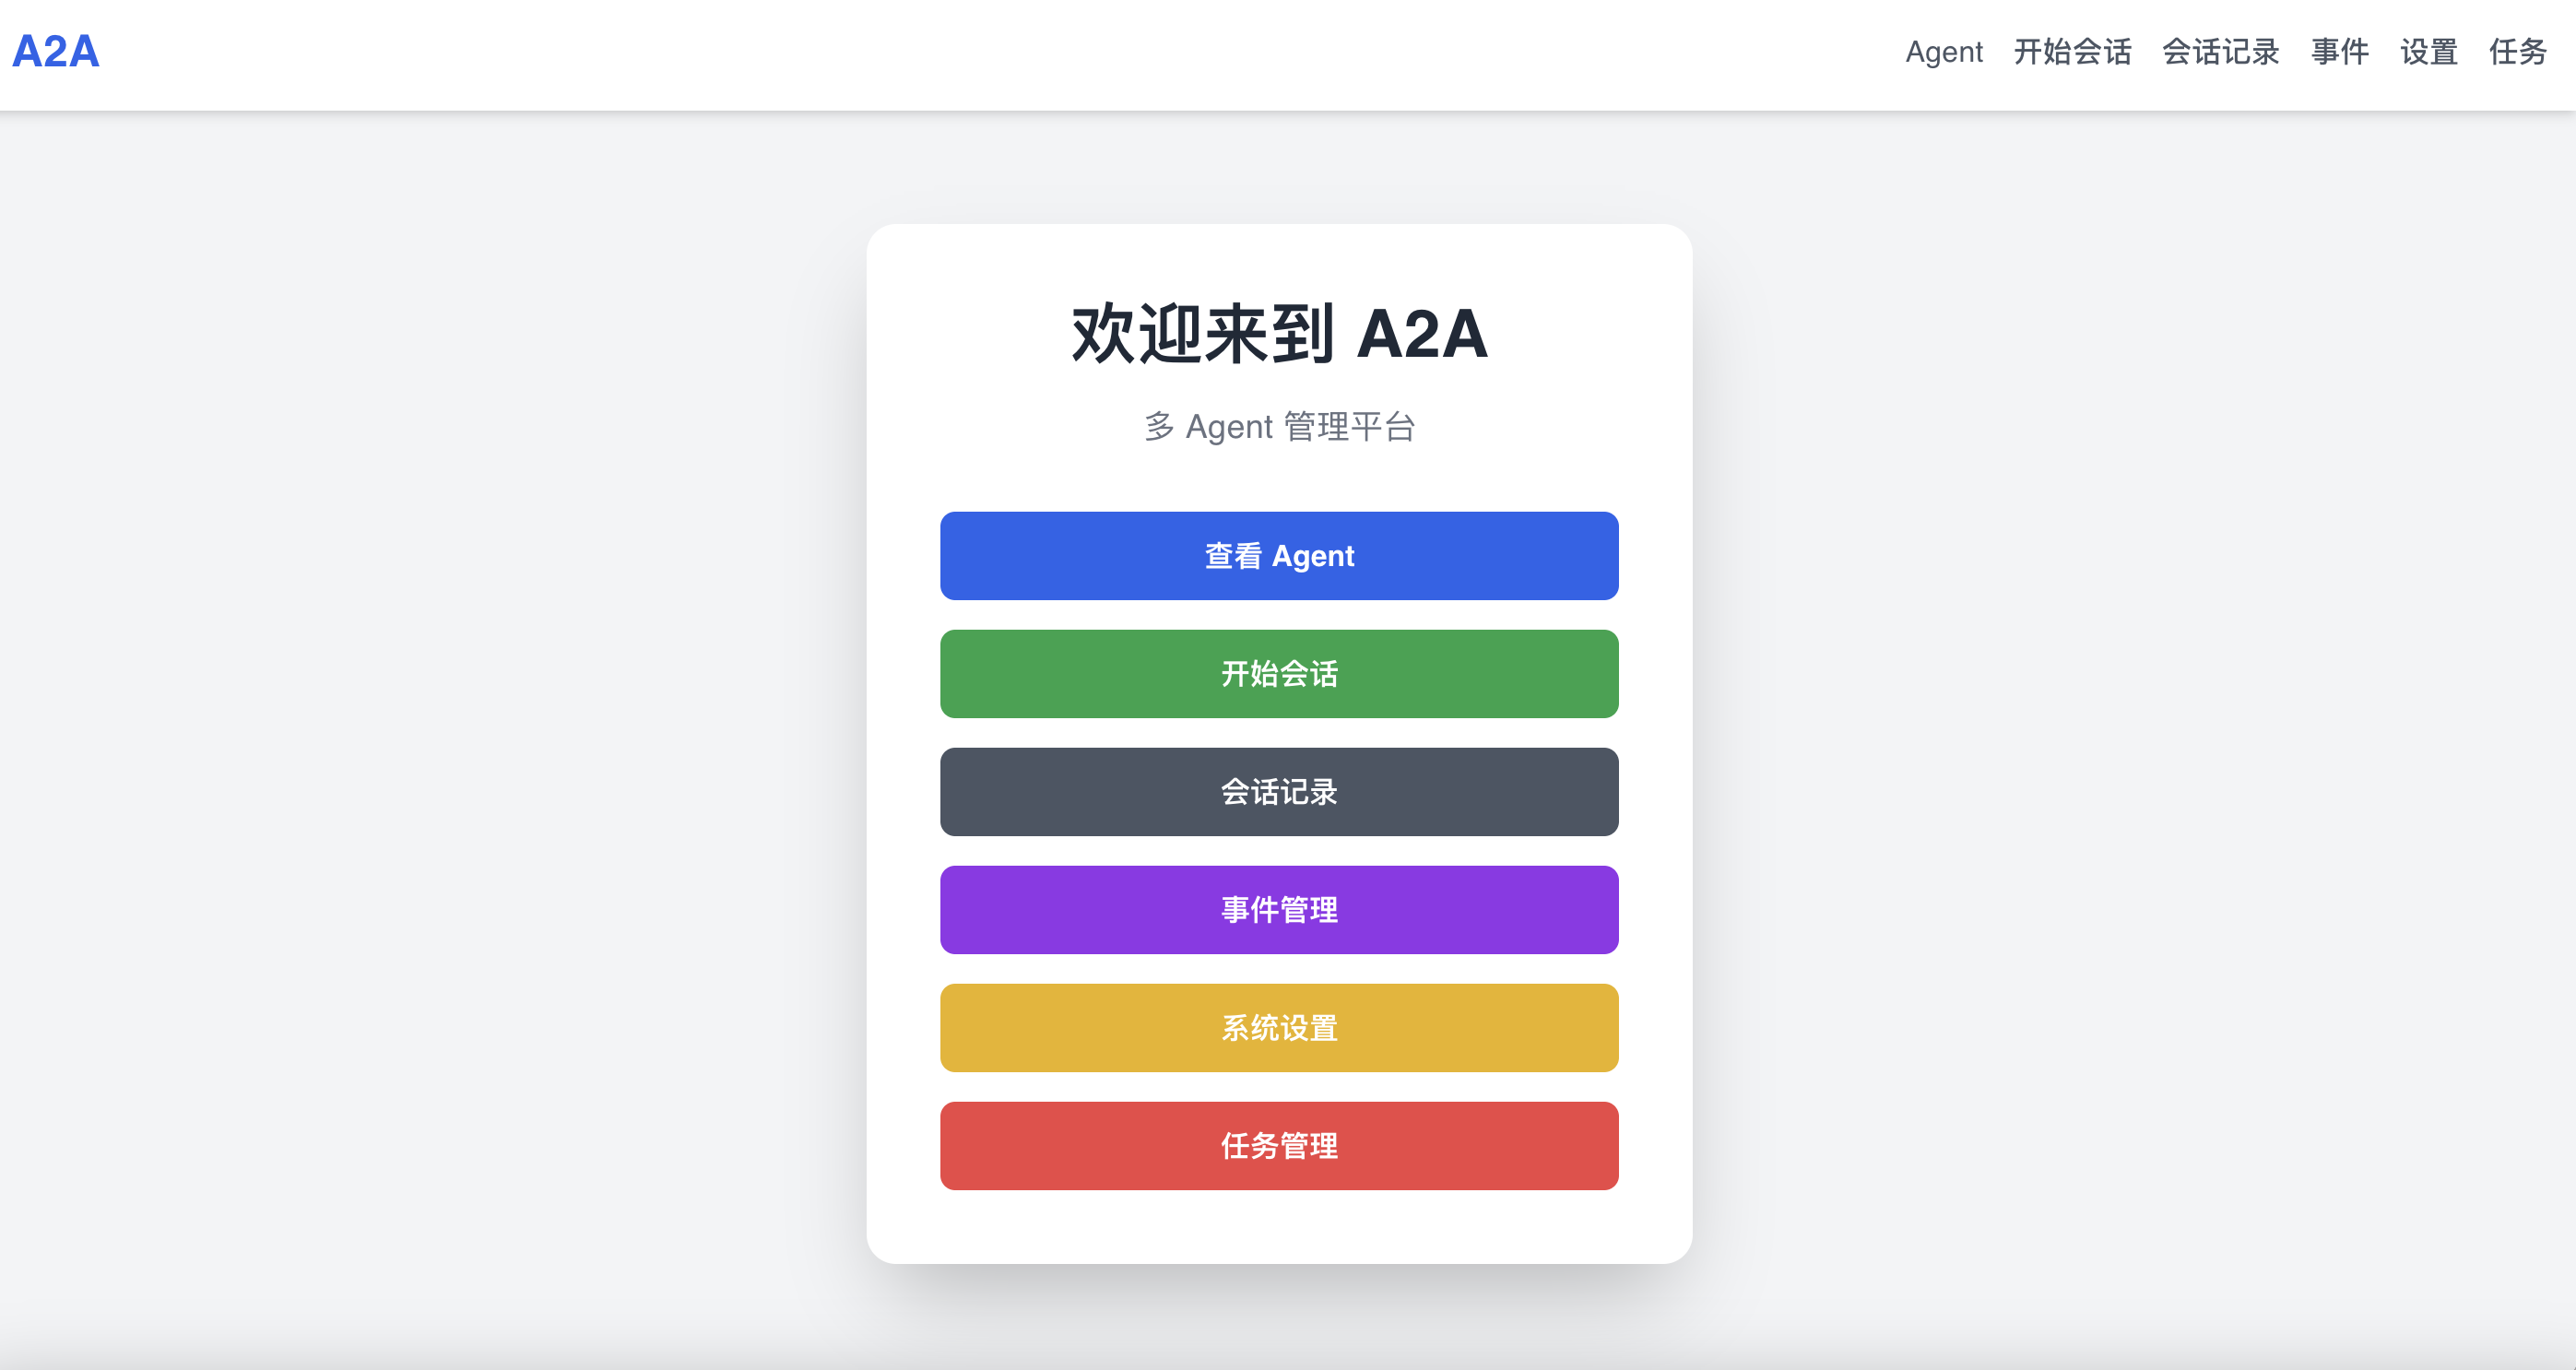 A2A
Agent 开始会话 会话记录 事件 设置 任务
欢迎来到 A2A
多 Agent 管理平台
查看 Agent
开始会话
会话记录
事件管理
系统设置
任务管理